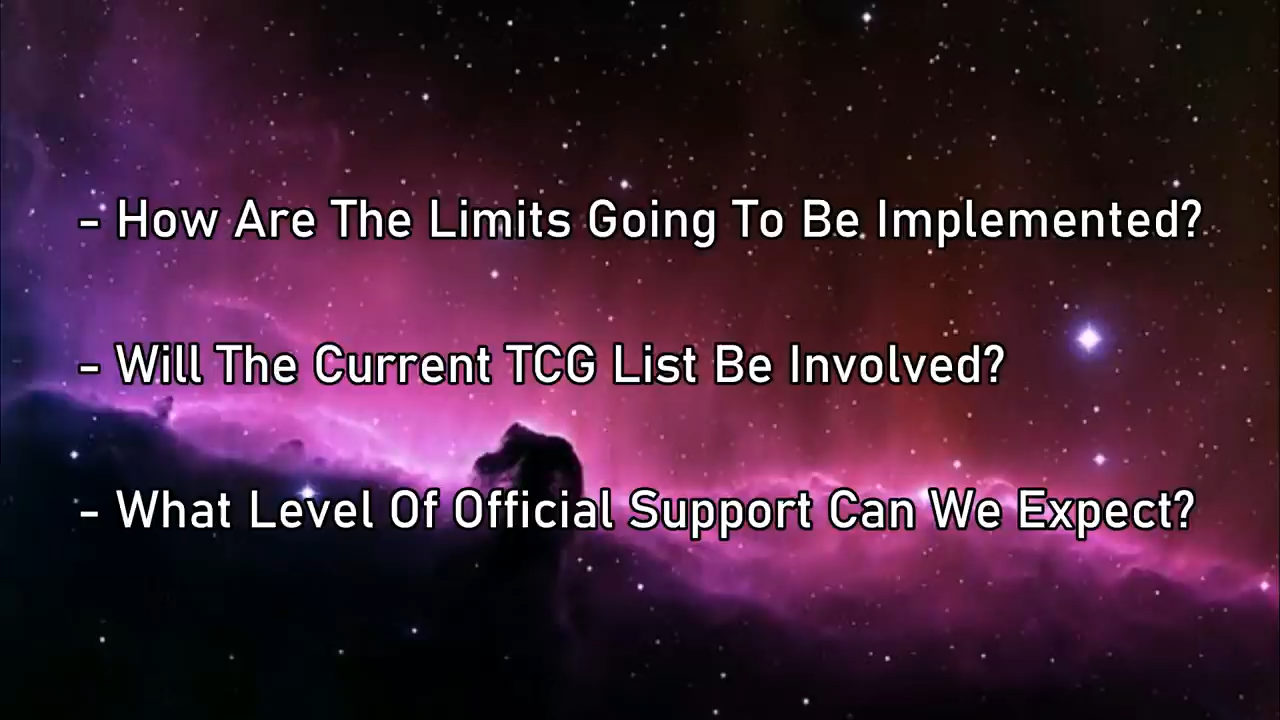 - How Are The Limits Going To Be Implemented?
- Will The Current TCG List Be Involved?
- What Level Of Official Support Can We Expect?